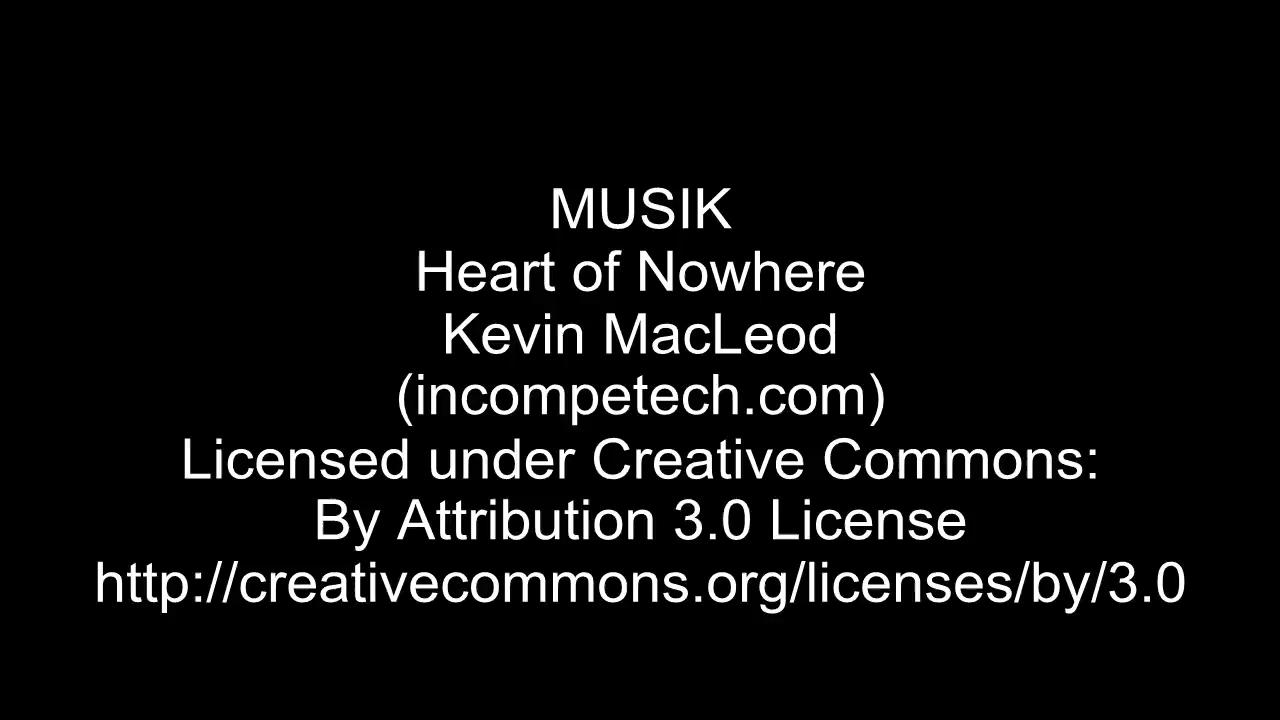 MUSIK
Heart of Nowhere
Kevin MacLeod
(incompetech.com)
Licensed under Creative Commons:
By Attribution 3.0 License
http://creativecommons.org/licenses/by/3.0